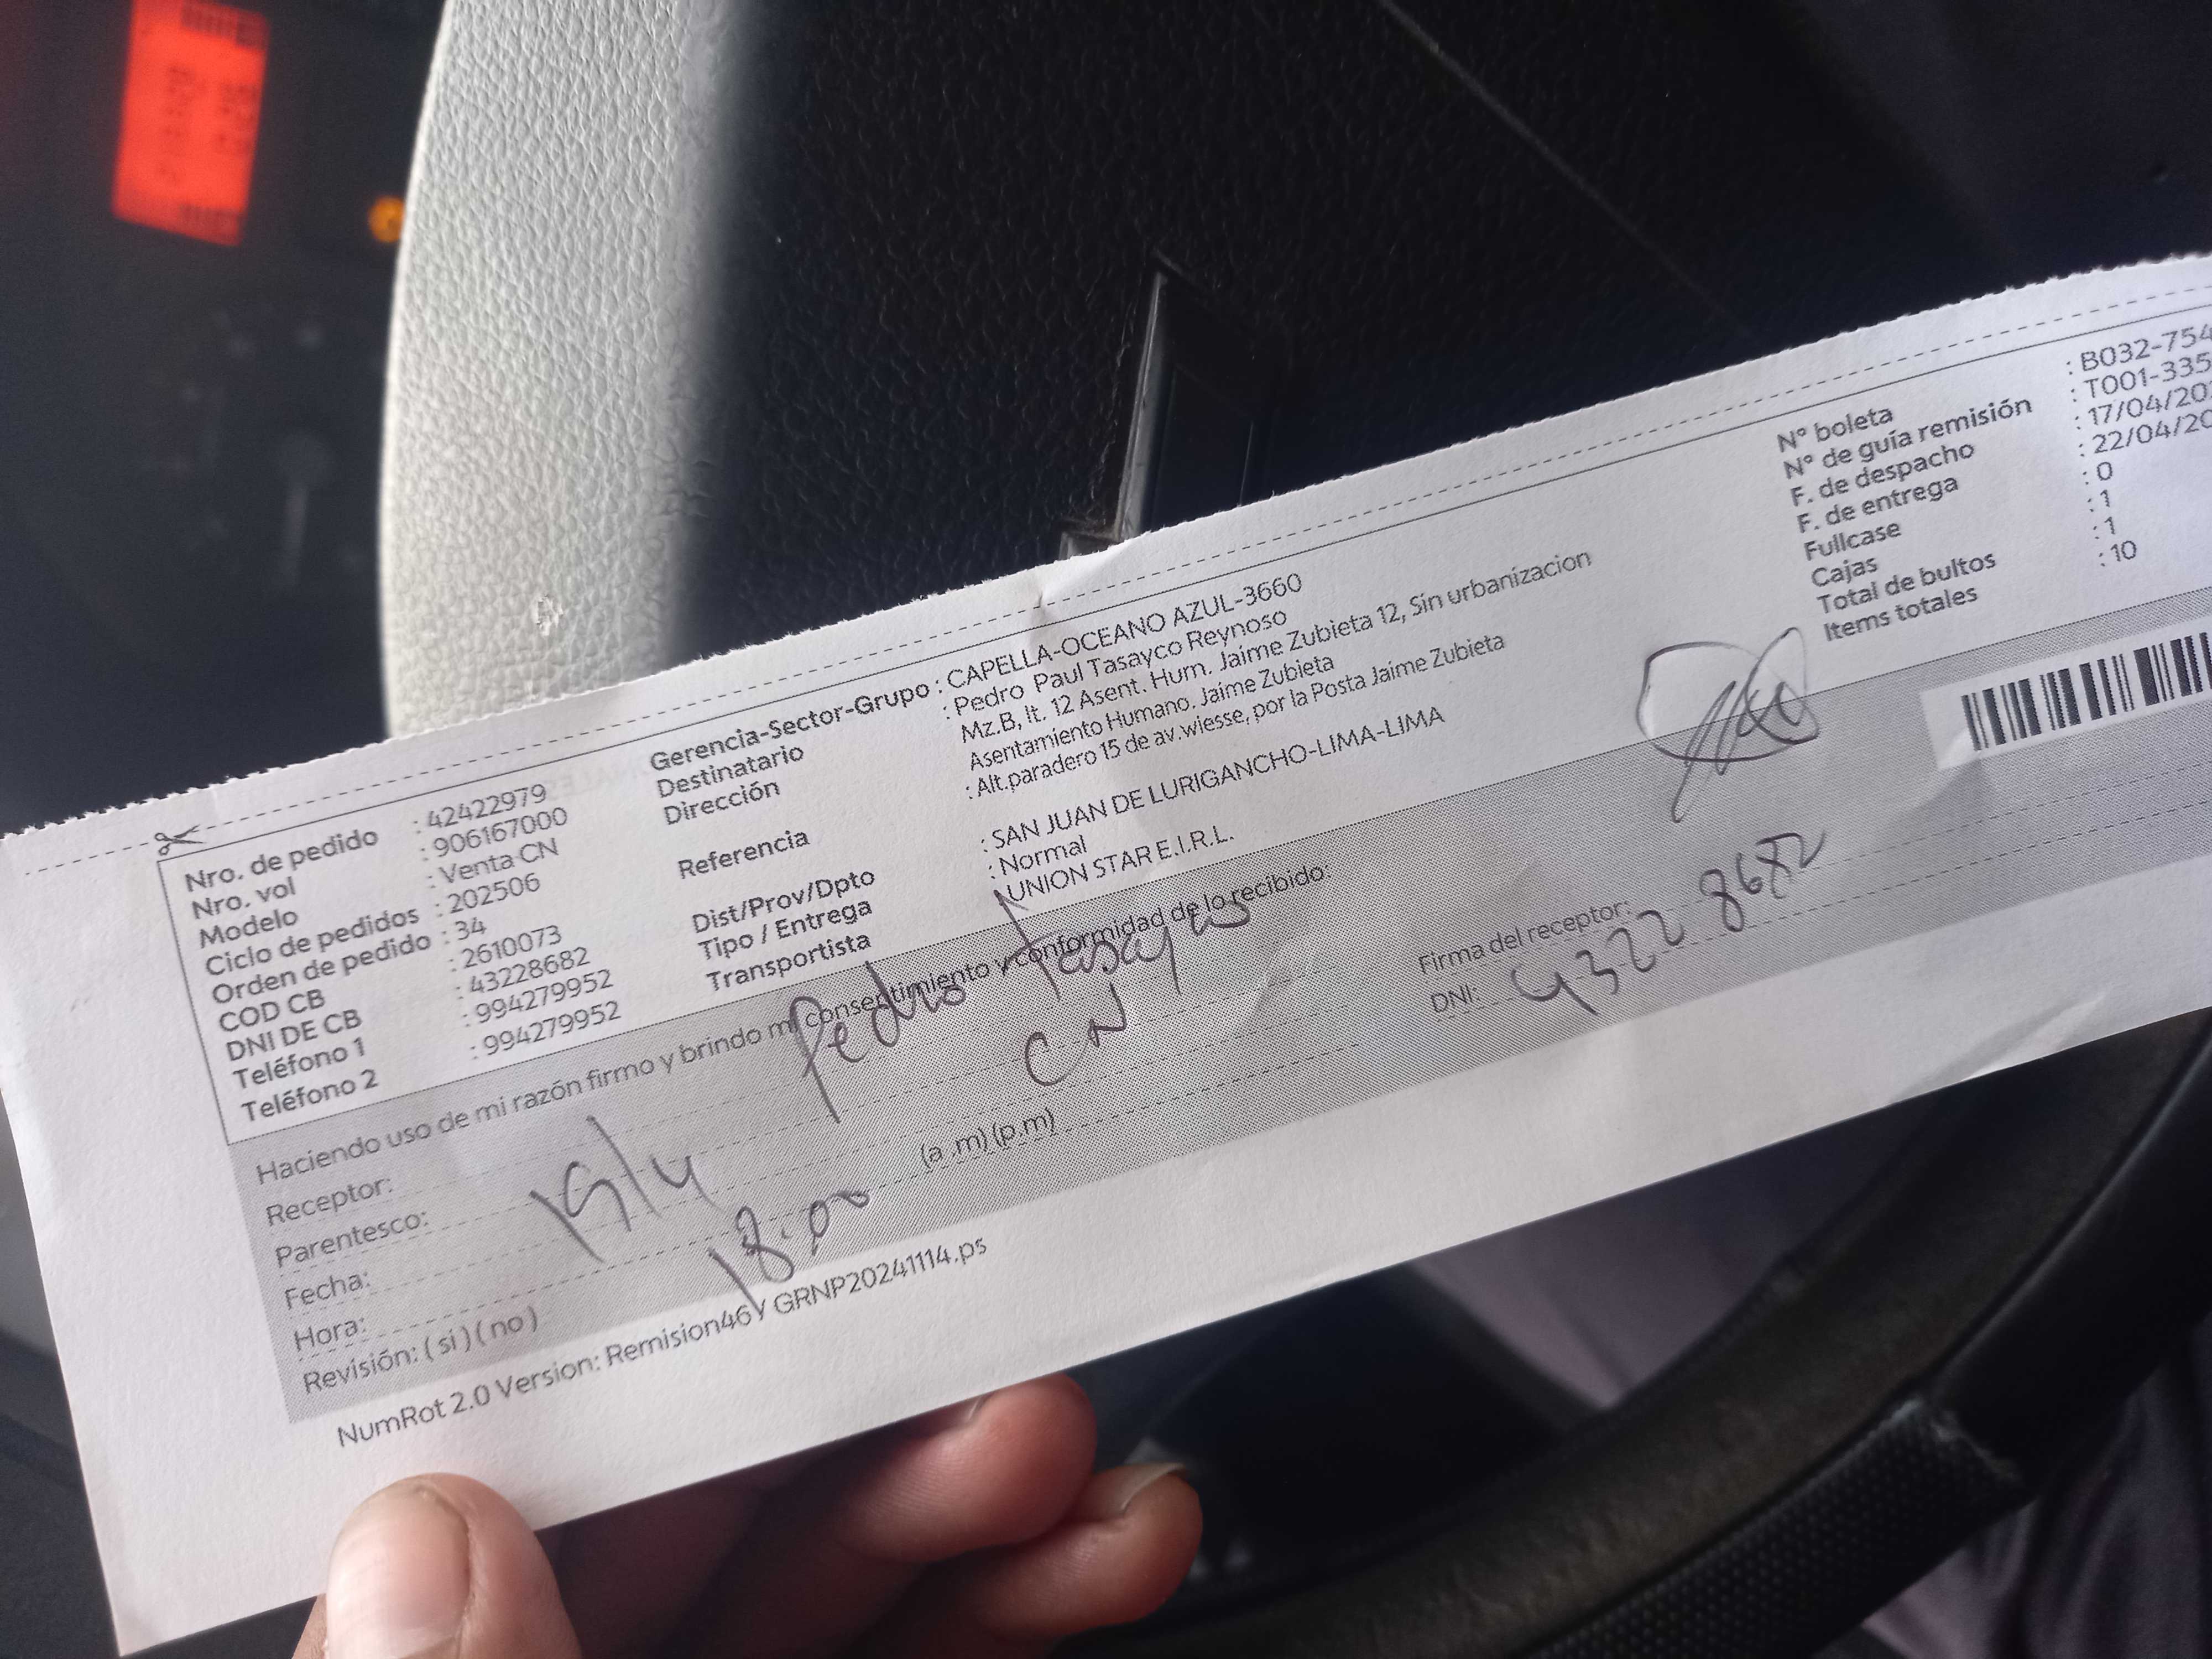 Nro. de pedido : 42422979
Nro. vol : 906167000
Modelo : Venta CN
Ciclo de pedidos : 202506
Orden de pedido : 34
COD CB : 2610073
DNI DE CB : 43228682
Teléfono 1 : 994279952
Teléfono 2 : 994279952
Gerencia-Sector-Grupo : CAPELLA-OCEANO AZUL-3660
Destinatario : Pedro Paul Tasayco Reynoso
Dirección Mz.B, lt. 12 Asent. Hum. Jaime Zubieta 12, Sin urbanizacion
Asentamiento Humano. Jaime Zubieta
Referencia : Alt.paradero 15 de av.wiesse, por la Posta Jaime Zubieta
Dist/Prov/Dpto : SAN JUAN DE LURIGANCHO-LIMA-LIMA
Tipo / Entrega : Normal
Transportista : UNION STAR E.I.R.L.
N° boleta : B032-754
N° de guía remisión : T001-335
F. de despacho : 17/04/20
F. de entrega : 22/04/20
Fullcase : 0
Cajas : 1
Total de bultos : 1
Items totales : 10
Haciendo uso de mi razón firmo y brindo mi consentimiento y conformidad de lo recibido:
Receptor: Pedro Tasayco
Parentesco: CN
Fecha: 19/4
Hora: 18:00 (a .m) (p.m)
Revisión: ( si ) ( no )
Firma del receptor:
DNI: 43228682
NumRot 2.0 Version: Remision46 / GRNP20241114.ps